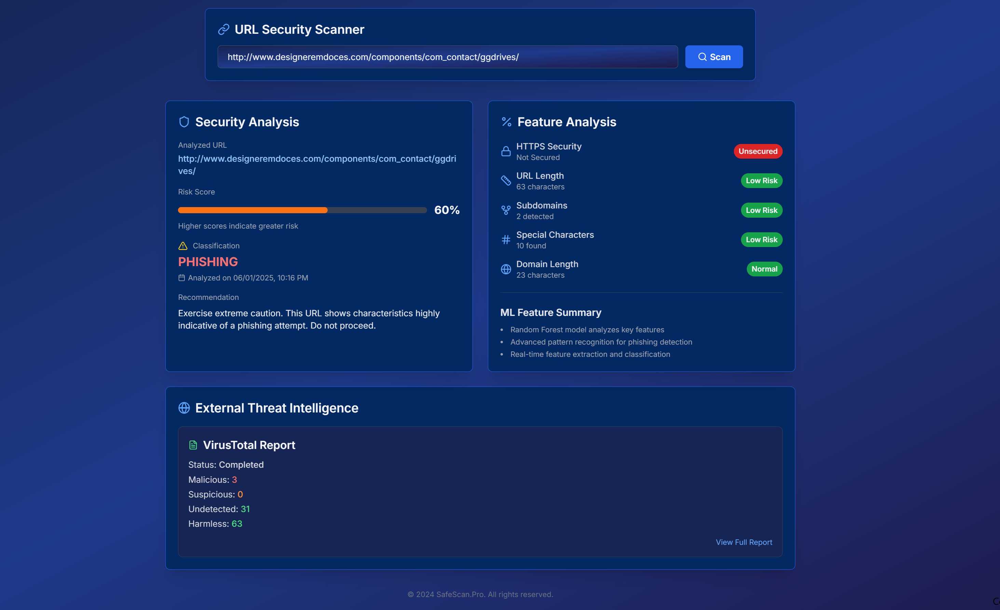 URL Security Scanner
http://www.designeremdoces.com/components/com_contact/ggdrives/
Scan
Security Analysis
Analyzed URL
http://www.designeremdoces.com/components/com_contact/ggdri
ves/
Risk Score
60%
Higher scores indicate greater risk
Classification
PHISHING
Analyzed on 06/01/2025, 10:16 PM
Recommendation
Exercise extreme caution. This URL shows characteristics highly
indicative of a phishing attempt. Do not proceed.
Feature Analysis
HTTPS Security
Not Secured
Unsecured
URL Length
63 characters
Low Risk
Subdomains
2 detected
Low Risk
Special Characters
10 found
Low Risk
Domain Length
23 characters
Normal
ML Feature Summary
• Random Forest model analyzes key features
• Advanced pattern recognition for phishing detection
• Real-time feature extraction and classification
External Threat Intelligence
VirusTotal Report
Status: Completed
Malicious: 3
Suspicious: 0
Undetected: 31
Harmless: 63
View Full Report
© 2024 SafeScan.Pro. All rights reserved.